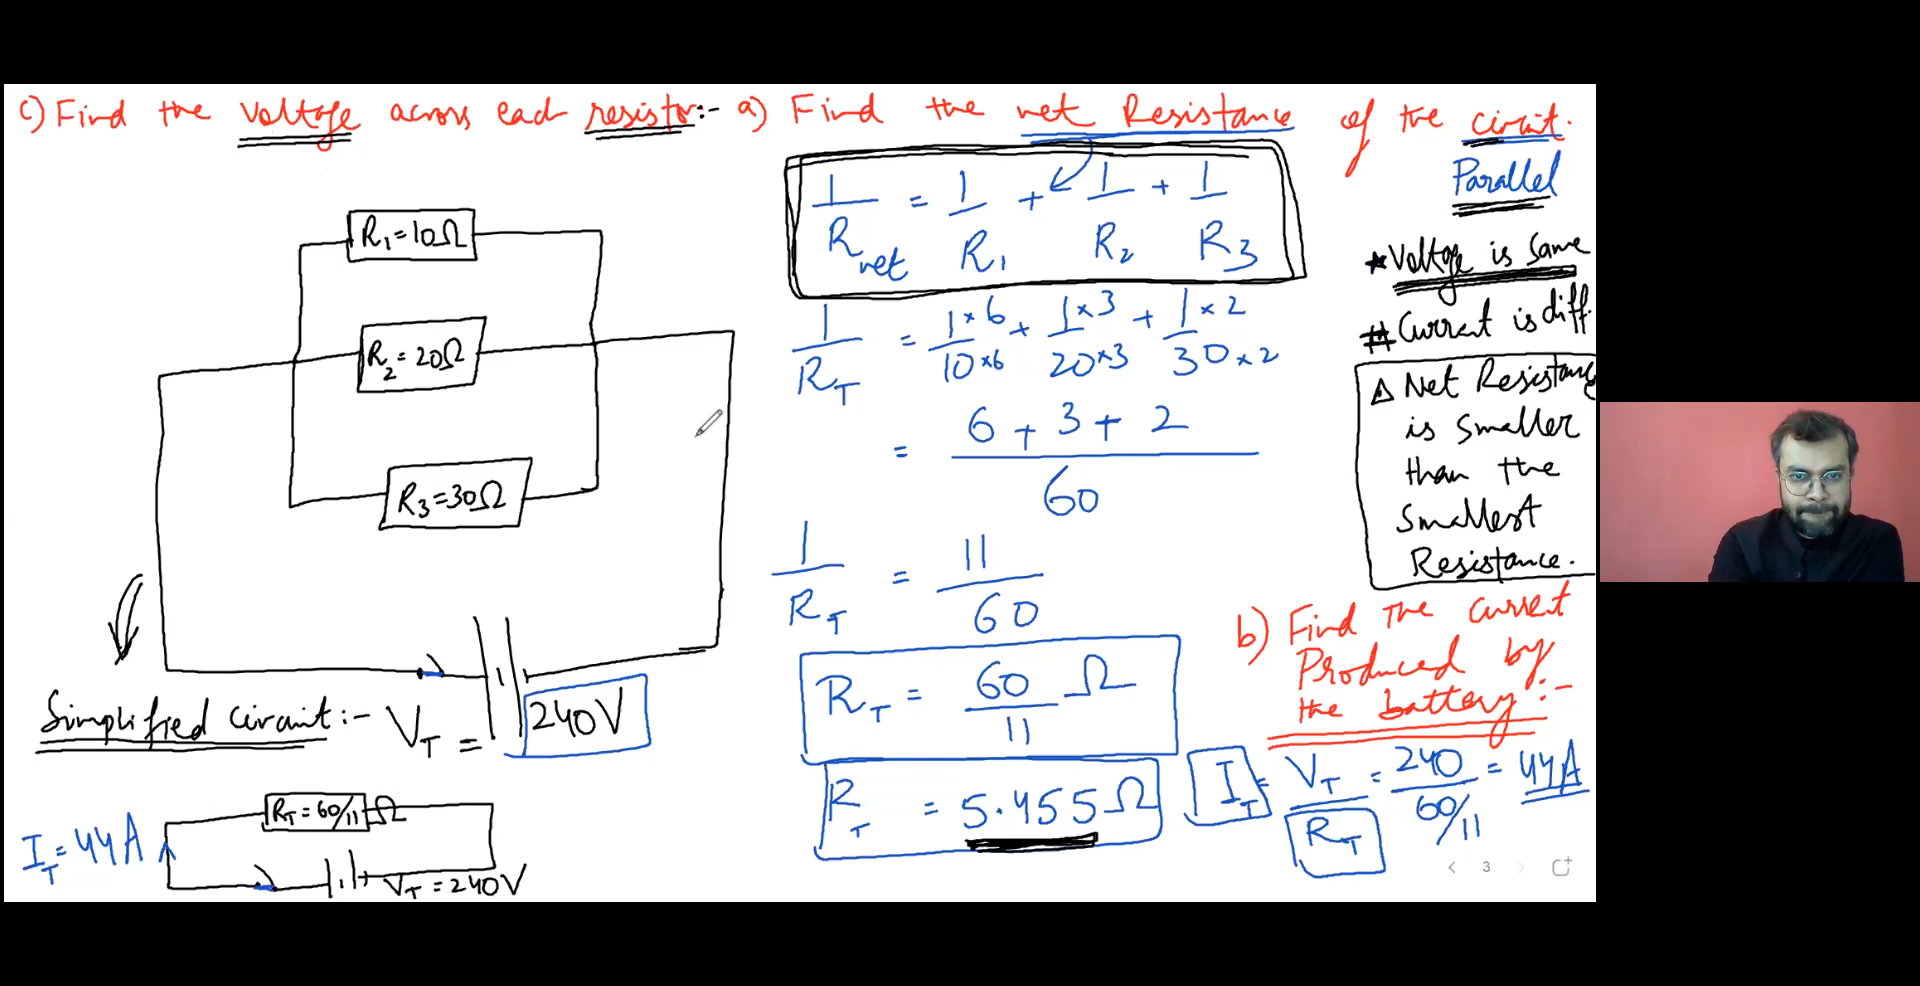 c) Find the Voltage across each resistor:-
R₁=10Ω
R₂=20Ω
R₃=30Ω
V_T = 240V
Simplified circuit:-
R_T=60/11 Ω
I_T=44A
V_T=240V
a) Find the net Resistance of the circuit.
Parallel
1/R_net = 1/R₁ + 1/R₂ + 1/R₃
1/R_T = 1×6/10×6 + 1×3/20×3 + 1×2/30×2
= 6+3+2/60
1/R_T = 11/60
R_T = 60/11 Ω
R_T = 5.455Ω
* Voltage is same
# Current is diff.
Δ Net Resistanc
is smaller
than the
Smallest
Resistance.
b) Find The current
Produced by
the battery:-
I_T = V_T/R_T = 240/60/11 = 44A
< 3 >